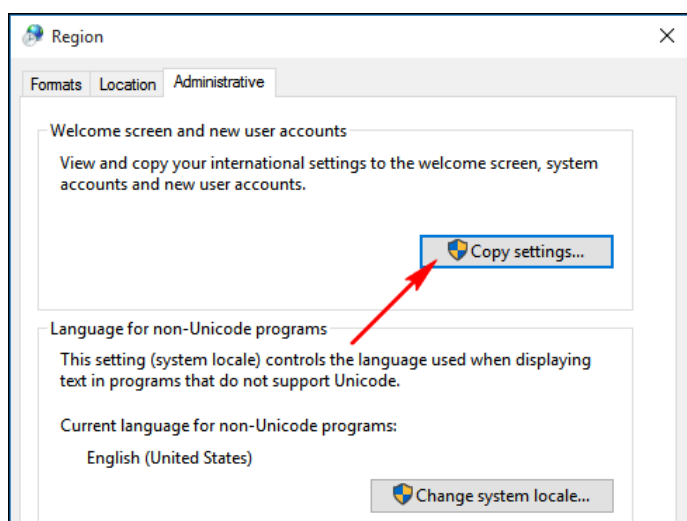 Region
Formats Location Administrative
Welcome screen and new user accounts
View and copy your international settings to the welcome screen, system
accounts and new user accounts.
Copy settings...
Language for non-Unicode programs
This setting (system locale) controls the language used when displaying
text in programs that do not support Unicode.
Current language for non-Unicode programs:
English (United States)
Change system locale...